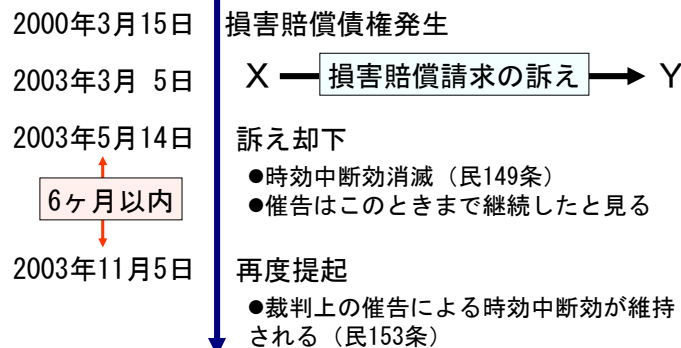 2000年3月15日 損害賠償債権発生
2003年3月 5日 X 損害賠償請求の訴え Y
2003年5月14日 訴え却下
●時効中断効消滅（民149条）
6ヶ月以内 ●催告はこのときまで継続したと見る
2003年11月5日 再度提起
●裁判上の催告による時効中断効が維持
される（民153条）